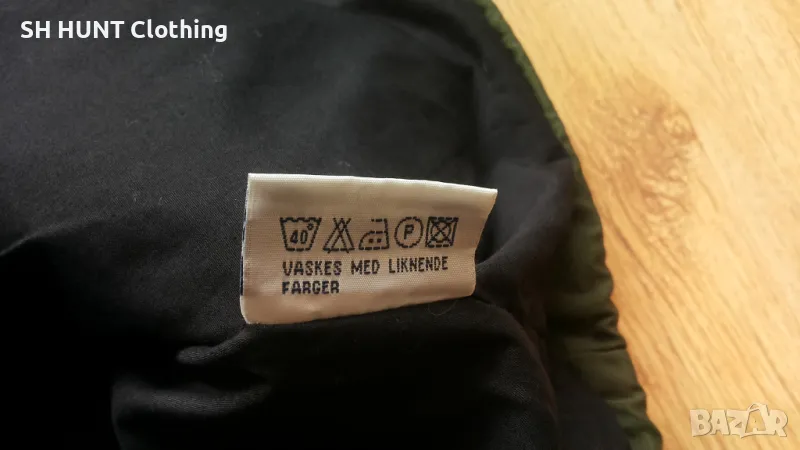 SH HUNT Clothing
40° P
VASKES MED LIKNENDE
FARGER
BAZAR